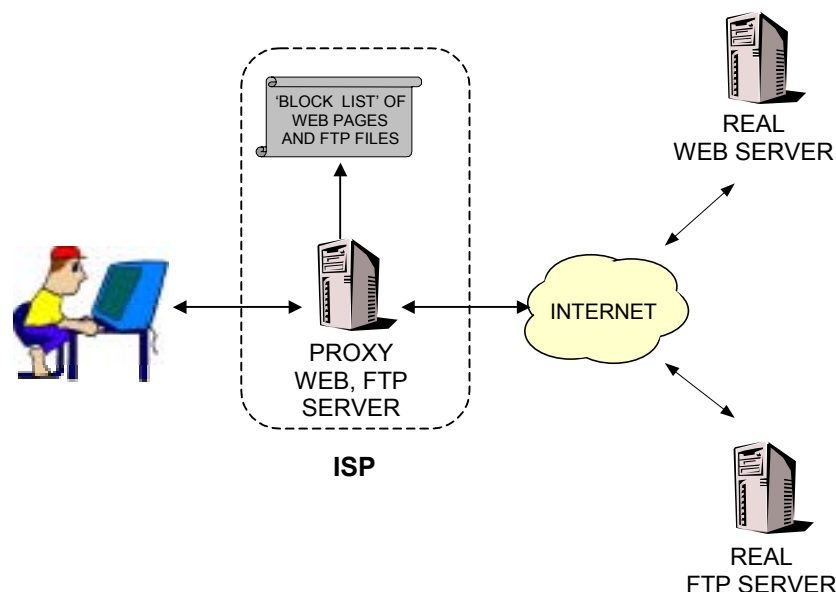 ‘BLOCK LIST’ OF
WEB PAGES
AND FTP FILES
REAL
WEB SERVER
INTERNET
PROXY
WEB, FTP
SERVER
ISP
REAL
FTP SERVER